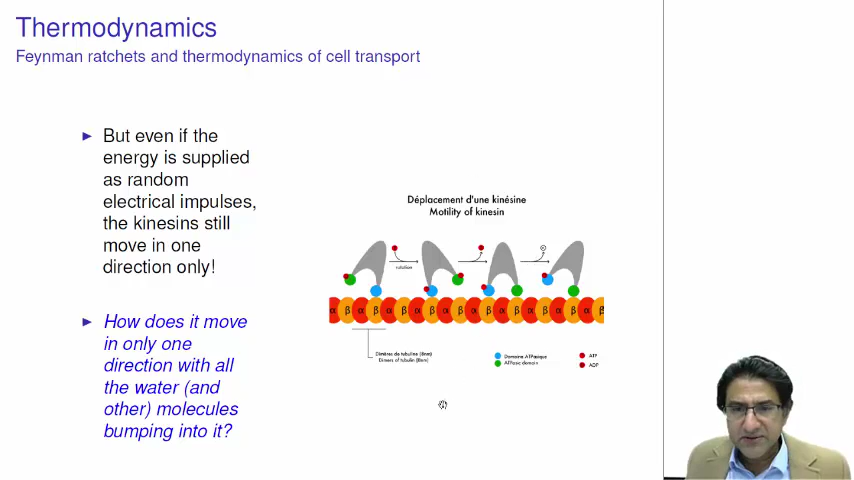 Thermodynamics
Feynman ratchets and thermodynamics of cell transport
But even if the
energy is supplied
as random
electrical impulses,
the kinesins still
move in one
direction only!
How does it move
in only one
direction with all
the water (and
other) molecules
bumping into it?
Déplacement d'une kinésine
Motility of kinesin
rotation
α β α β α β α β α β α β α β α β α β
Dimères de tubuline (8nm)
Dimers of tubulin (8nm)
Domaine ATPasique
ATPasic domain
ATP
ADP